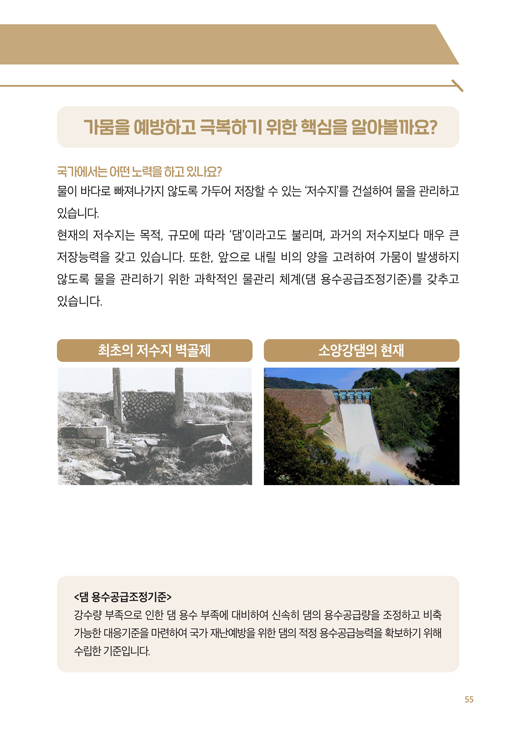 가뭄을 예방하고 극복하기 위한 핵심을 알아볼까요?
국가에서는 어떤 노력을 하고 있나요?
물이 바다로 빠져나가지 않도록 가두어 저장할 수 있는 '저수지'를 건설하여 물을 관리하고
있습니다.
현재의 저수지는 목적, 규모에 따라 '댐'이라고도 불리며, 과거의 저수지보다 매우 큰
저장능력을 갖고 있습니다. 또한, 앞으로 내릴 비의 양을 고려하여 가뭄이 발생하지
않도록 물을 관리하기 위한 과학적인 물관리 체계(댐 용수공급조정기준)를 갖추고
있습니다.
최초의 저수지 벽골제
소양강댐의 현재
<댐 용수공급조정기준>
강수량 부족으로 인한 댐 용수 부족에 대비하여 신속히 댐의 용수공급량을 조정하고 비축
가능한 대응기준을 마련하여 국가 재난예방을 위한 댐의 적정 용수공급능력을 확보하기 위해
수립한 기준입니다.
55